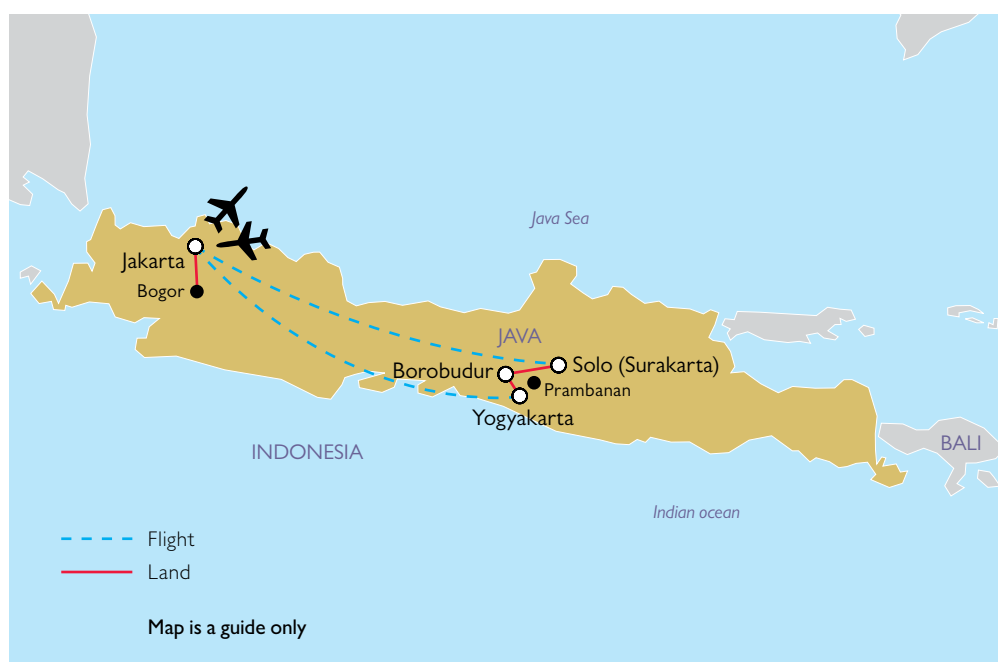 Java Sea
Jakarta
Bogor
JAVA
Solo (Surakarta)
Borobudur
Prambanan
Yogyakarta
INDONESIA
BALI
Indian ocean
Flight
Land
Map is a guide only